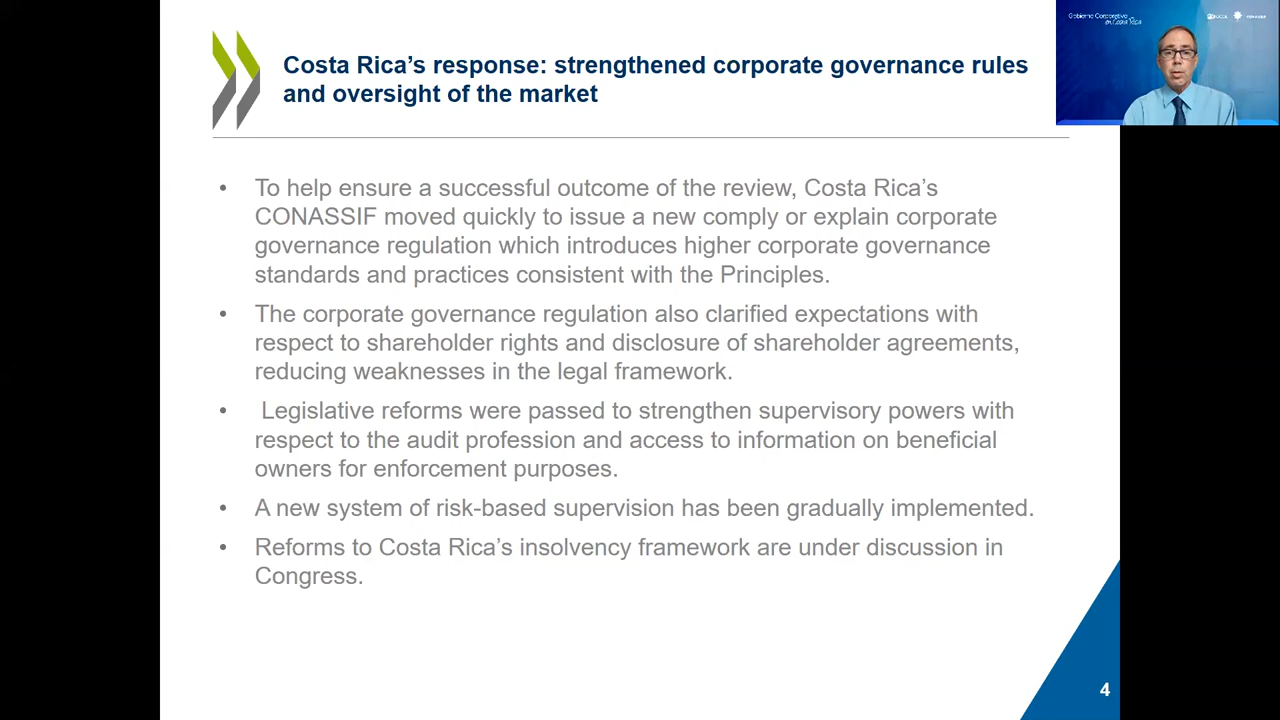 Costa Rica’s response: strengthened corporate governance rules
and oversight of the market
Gobierno Corporativo
en Costa Rica
• To help ensure a successful outcome of the review, Costa Rica’s
CONASSIF moved quickly to issue a new comply or explain corporate
governance regulation which introduces higher corporate governance
standards and practices consistent with the Principles.
• The corporate governance regulation also clarified expectations with
respect to shareholder rights and disclosure of shareholder agreements,
reducing weaknesses in the legal framework.
• Legislative reforms were passed to strengthen supervisory powers with
respect to the audit profession and access to information on beneficial
owners for enforcement purposes.
• A new system of risk-based supervision has been gradually implemented.
• Reforms to Costa Rica’s insolvency framework are under discussion in
Congress.
4